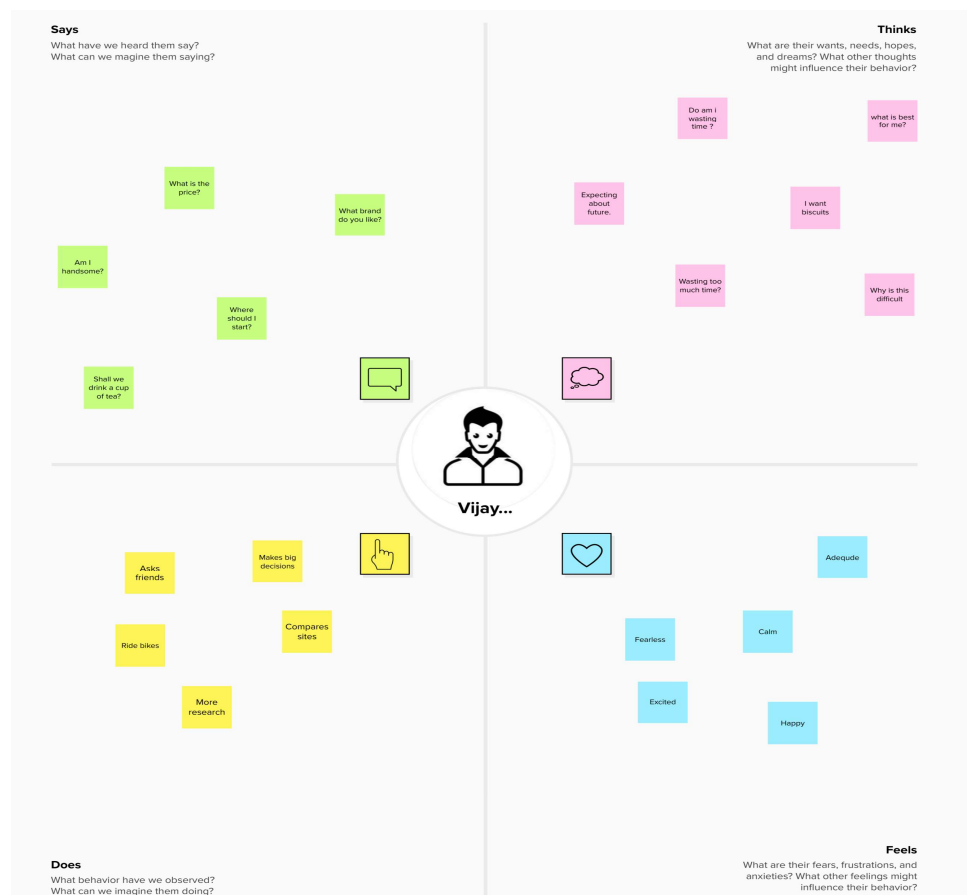 Says
What have we heard them say?
What can we magine them saying?
Thinks
What are their wants, needs, hopes,
and dreams? What other thoughts
might influence their behavior?
What is the
price?
What brand
do you like?
Am I
handsome?
Where
should I
start?
Shall we
drink a cup
of tea?
Do am i
wasting
time ?
what is best
for me?
Expecting
about
future.
I want
biscuits
Wasting too
much time?
Why is this
difficult
Vijay...
Asks
friends
Makes big
decisions
Ride bikes
Compares
sites
More
research
Adequde
Fearless
Calm
Excited
Happy
Does
What behavior have we observed?
What can we imagine them doing?
Feels
What are their fears, frustrations, and
anxieties? What other feelings might
influence their behavior?